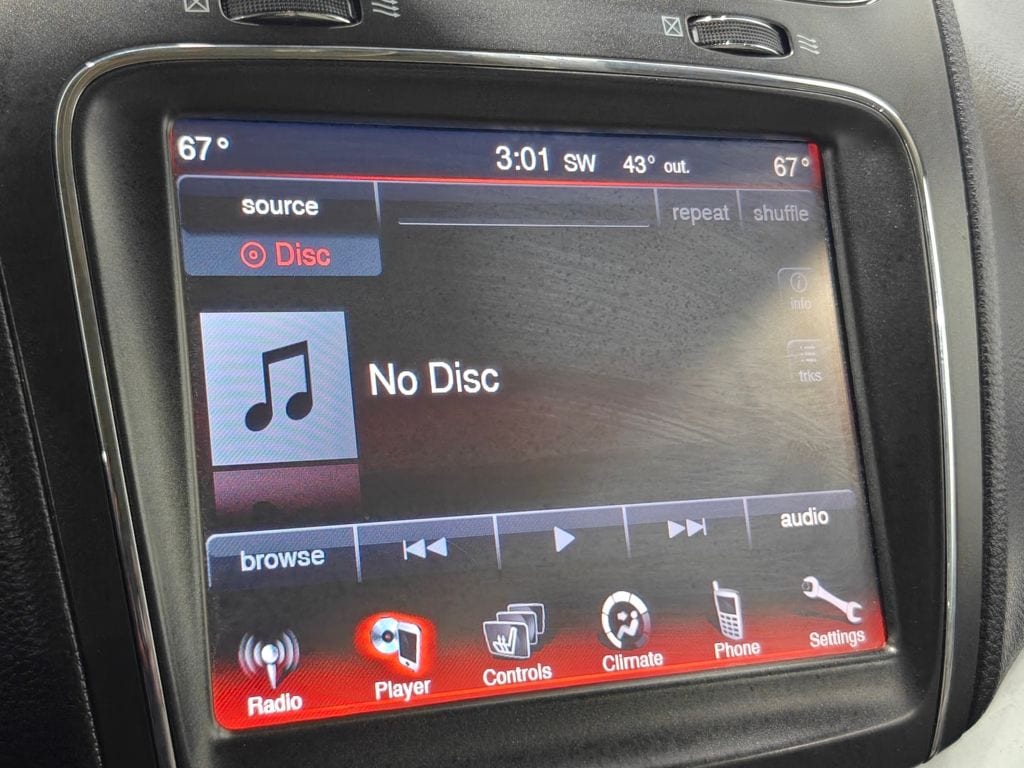 67° 3:01 SW 43° out. 67°
source repeat shuffle
Disc
info
No Disc
trks
browse audio
Radio Player Controls Climate Phone Settings